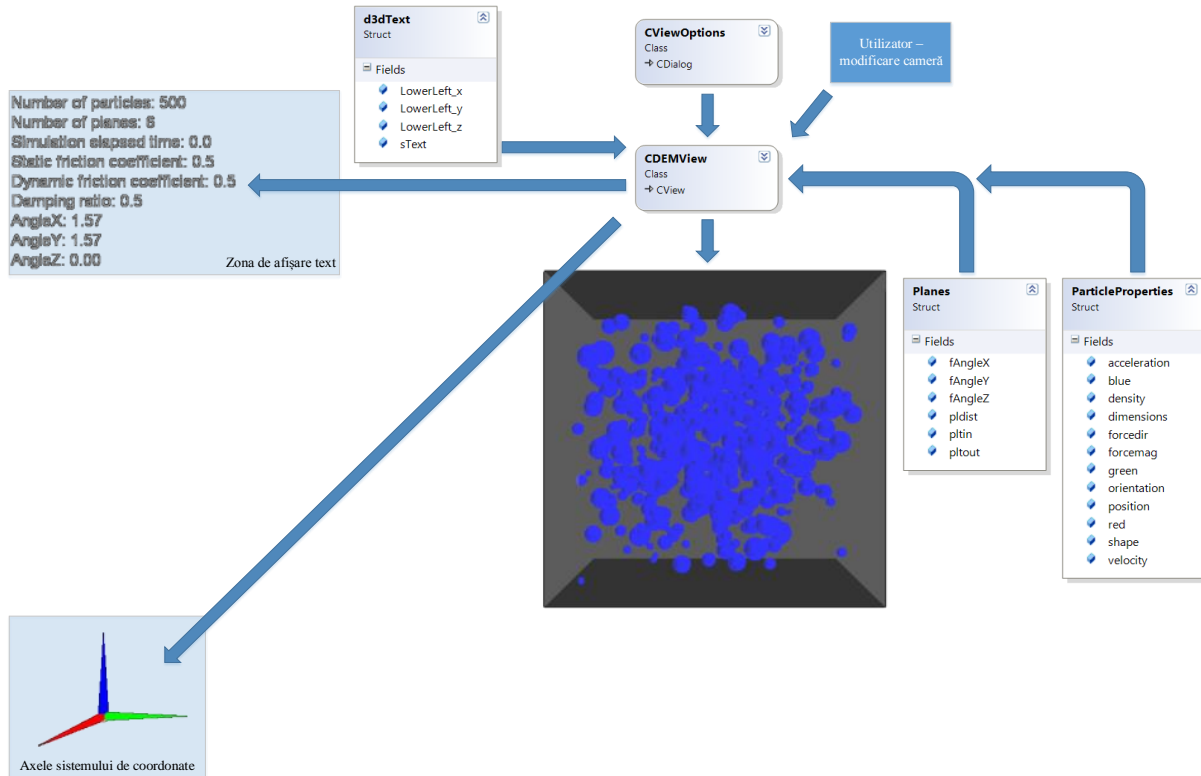 d3dText
Struct
Fields
LowerLeft_x
LowerLeft_y
LowerLeft_z
sText
CViewOptions
Class
CDialog
Utilizator –
modificare cameră
Number of particles: 500
Number of planes: 6
Simulation elapsed time: 0.0
Static friction coefficient: 0.5
Dynamic friction coefficient: 0.5
Damping ratio: 0.5
AngleX: 1.57
AngleY: 1.57
AngleZ: 0.00
Zona de afișare text
CDEMView
Class
CView
Planes
Struct
Fields
fAngleX
fAngleY
fAngleZ
pldist
pltin
pltout
ParticleProperties
Struct
Fields
acceleration
blue
density
dimensions
forcedir
forcemag
green
orientation
position
red
shape
velocity
Axele sistemului de coordonate